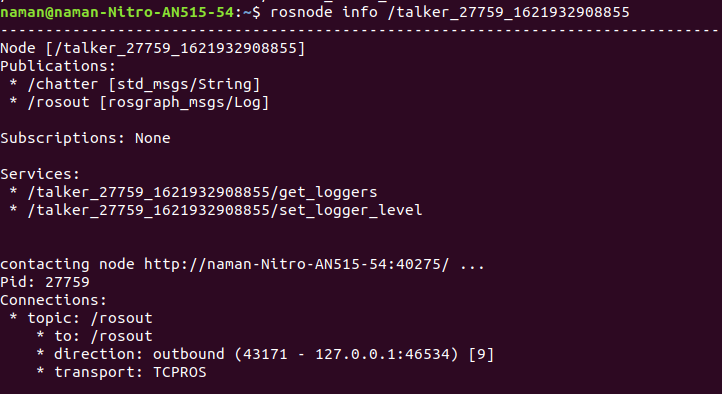 naman@naman-Nitro-AN515-54:~$ rosnode info /talker_27759_1621932908855
--------------------------------------------------------------------------------
Node [/talker_27759_1621932908855]
Publications:
 * /chatter [std_msgs/String]
 * /rosout [rosgraph_msgs/Log]

Subscriptions: None

Services:
 * /talker_27759_1621932908855/get_loggers
 * /talker_27759_1621932908855/set_logger_level


contacting node http://naman-Nitro-AN515-54:40275/ ...
Pid: 27759
Connections:
 * topic: /rosout
    * to: /rosout
    * direction: outbound (43171 - 127.0.0.1:46534) [9]
    * transport: TCPROS